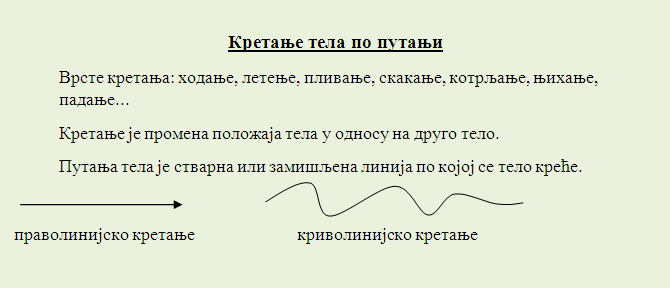 Кретање тела по путањи
Врсте кретања: ходање, летење, пливање, скакање, котрљање, њихање,
падање...
Кретање је промена положаја тела у односу на друго тело.
Путања тела је стварна или замишљена линија по којој се тело креће.
праволинијско кретање
криволинијско кретање